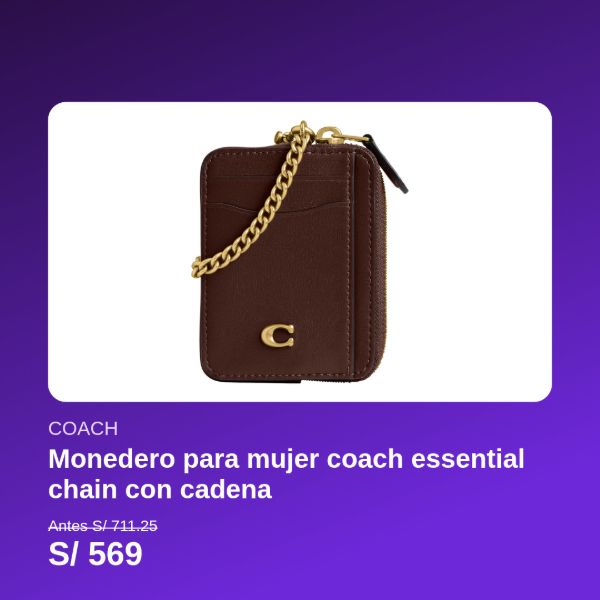 COACH
Monedero para mujer coach essential
chain con cadena
Antes S/ 711.25
S/ 569